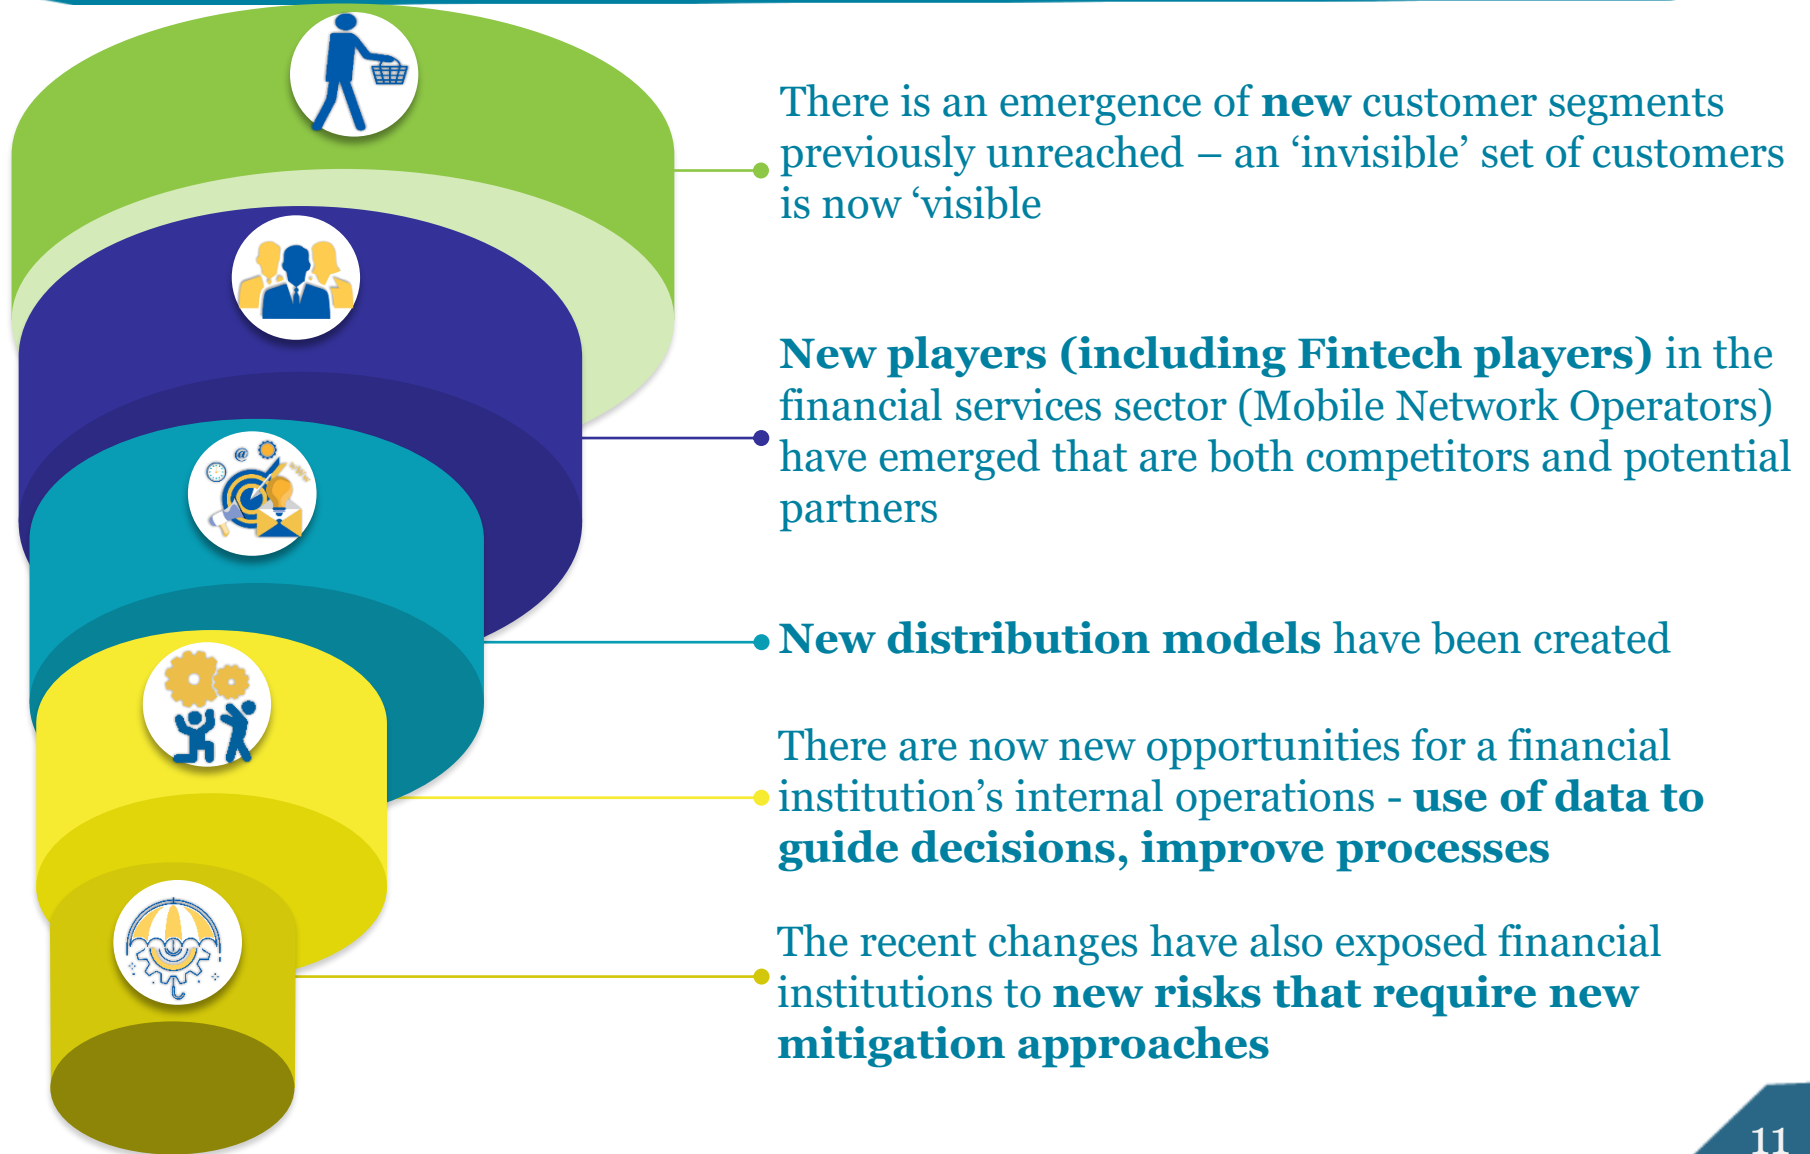 There is an emergence of new customer segments
previously unreached – an ‘invisible’ set of customers
is now ‘visible
New players (including Fintech players) in the
financial services sector (Mobile Network Operators)
have emerged that are both competitors and potential
partners
@
www
New distribution models have been created
There are now new opportunities for a financial
institution’s internal operations - use of data to
guide decisions, improve processes
The recent changes have also exposed financial
institutions to new risks that require new
mitigation approaches
11